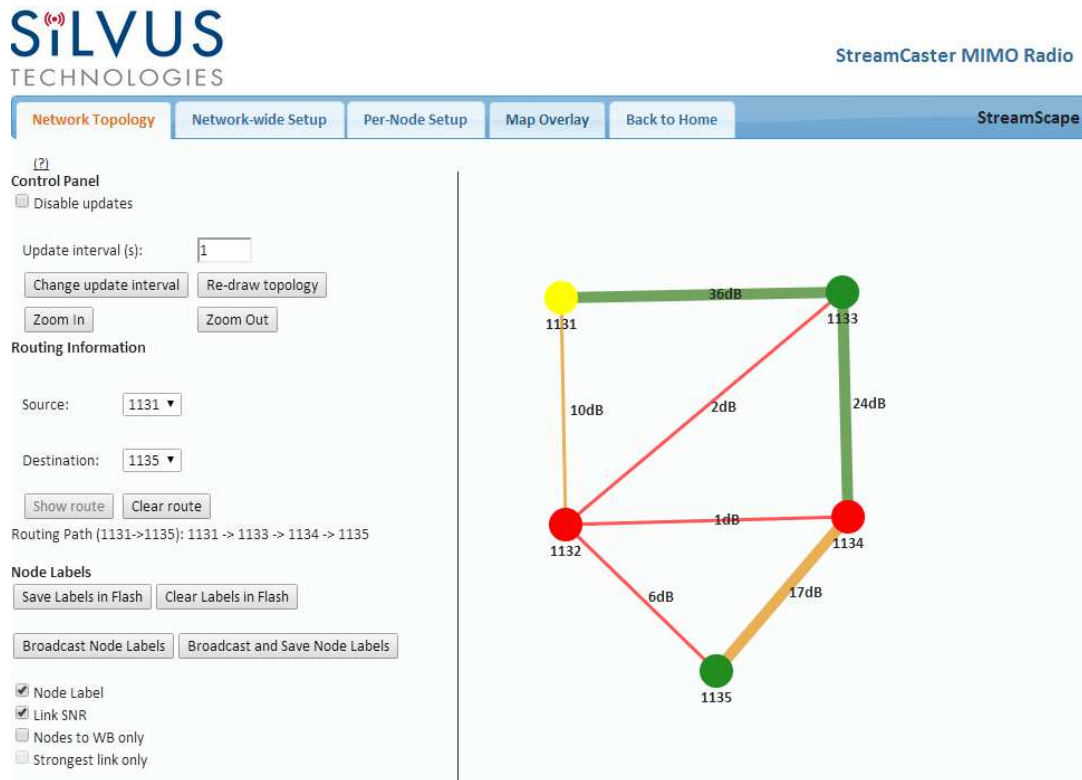 SiLVUS
TECHNOLOGIES
StreamCaster MIMO Radio
Network Topology
Network-wide Setup
Per-Node Setup
Map Overlay
Back to Home
StreamScape
(?)
Control Panel
Disable updates
Update interval (s): 1
Change update interval
Re-draw topology
Zoom In
Zoom Out
Routing Information
Source: 1131
Destination: 1135
Show route
Clear route
Routing Path (1131->1135): 1131 -> 1133 -> 1134 -> 1135
Node Labels
Save Labels in Flash
Clear Labels in Flash
Broadcast Node Labels
Broadcast and Save Node Labels
Node Label
Link SNR
Nodes to WB only
Strongest link only
36dB
1131
1133
10dB
2dB
24dB
1dB
1132
1134
6dB
17dB
1135